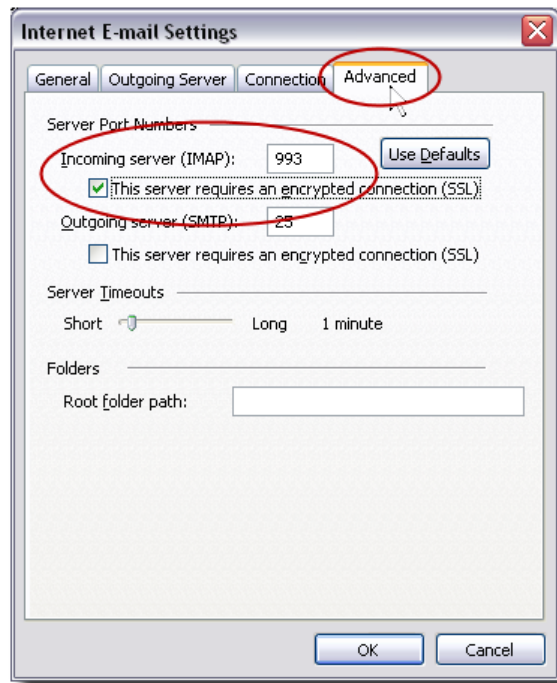 Internet E-mail Settings
General Outgoing Server Connection Advanced
Server Port Numbers
Incoming server (IMAP): 993 Use Defaults
This server requires an encrypted connection (SSL)
Outgoing server (SMTP): 25
This server requires an encrypted connection (SSL)
Server Timeouts
Short Long 1 minute
Folders
Root folder path:
OK Cancel